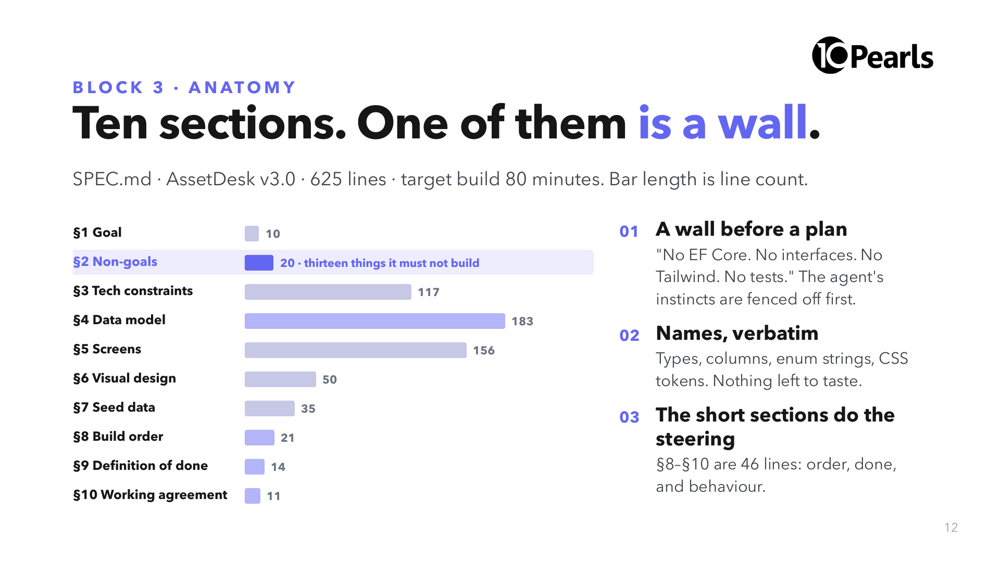 10Pearls
BLOCK 3 · ANATOMY
Ten sections. One of them is a wall.
SPEC.md · AssetDesk v3.0 · 625 lines · target build 80 minutes. Bar length is line count.
§1 Goal 10
§2 Non-goals 20 · thirteen things it must not build
§3 Tech constraints 117
§4 Data model 183
§5 Screens 156
§6 Visual design 50
§7 Seed data 35
§8 Build order 21
§9 Definition of done 14
§10 Working agreement 11
01 A wall before a plan
"No EF Core. No interfaces. No
Tailwind. No tests." The agent's
instincts are fenced off first.
02 Names, verbatim
Types, columns, enum strings, CSS
tokens. Nothing left to taste.
03 The short sections do the
steering
§8–§10 are 46 lines: order, done,
and behaviour.
12